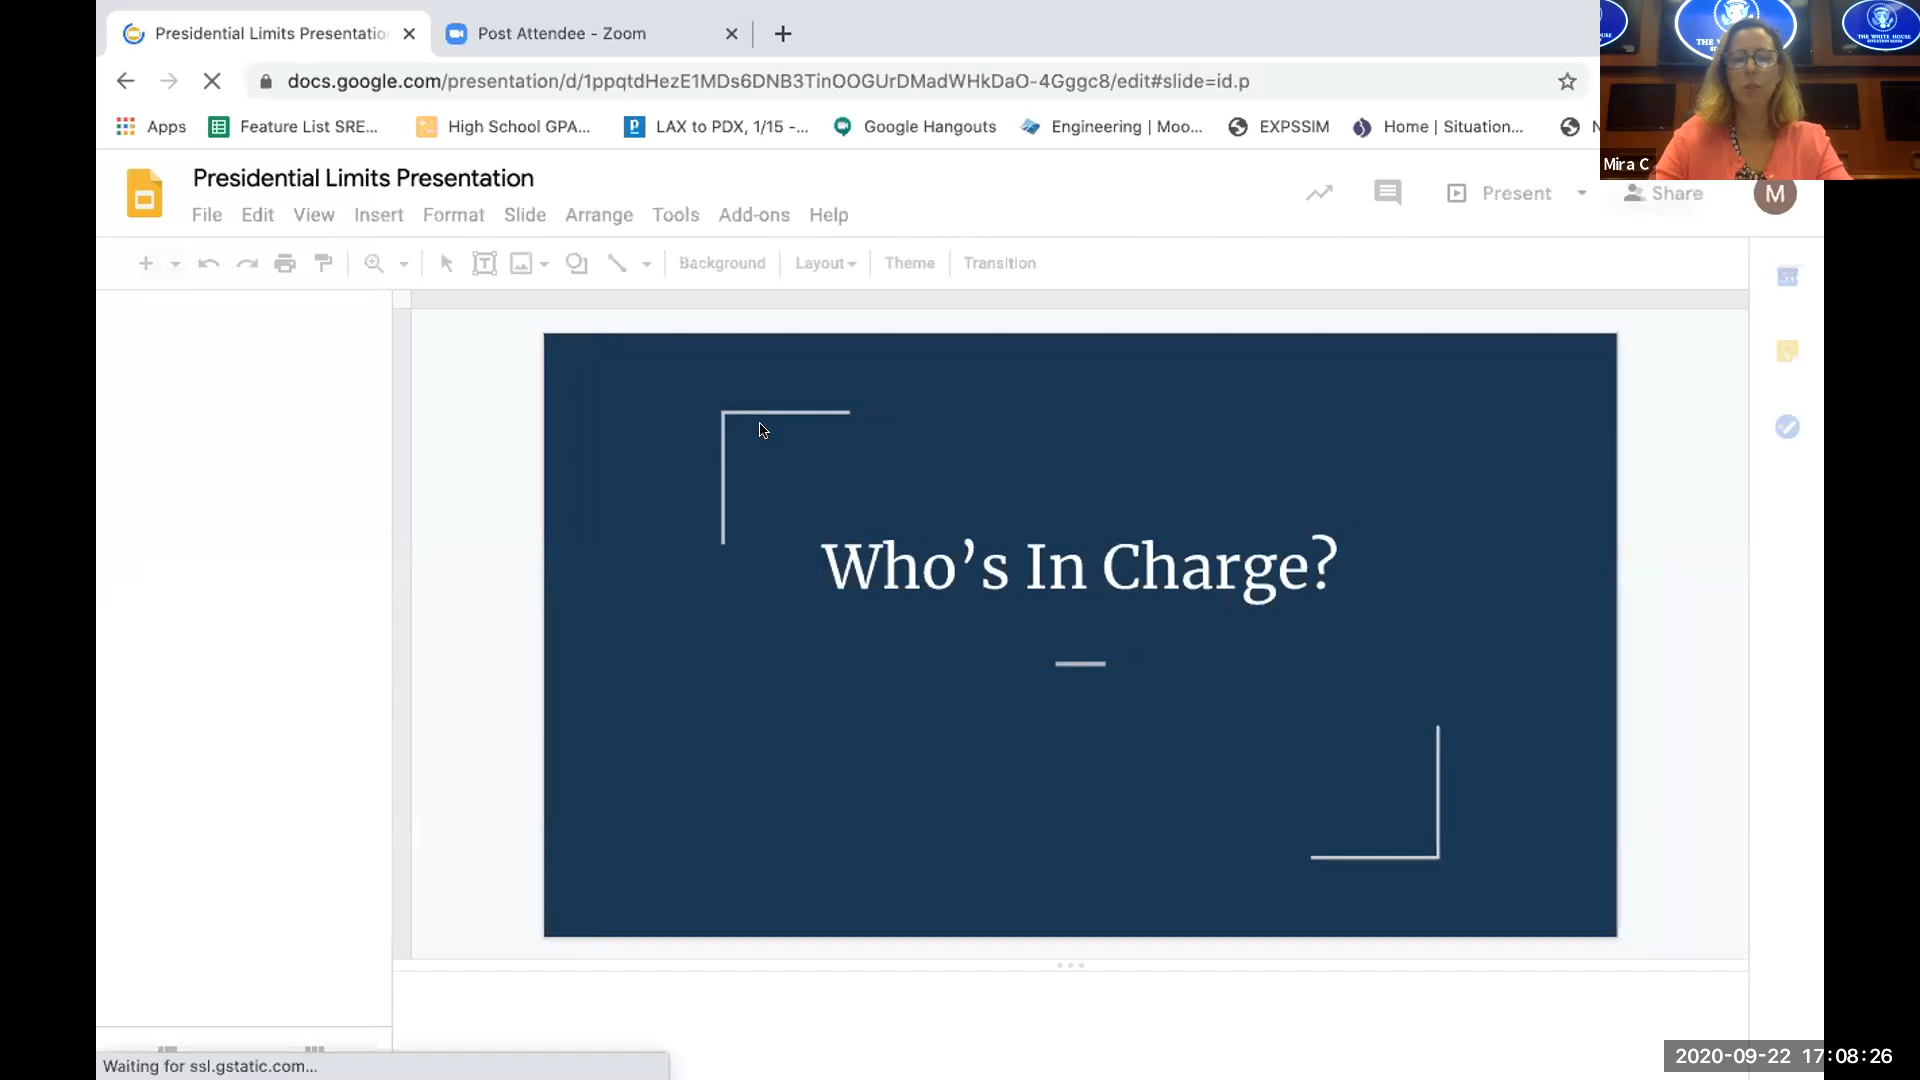 Presidential Limits Presentatio
Post Attendee - Zoom
docs.google.com/presentation/d/1ppqtdHezE1MDs6DNB3TinOOGUrDMadWHkDaO-4Gggc8/edit#slide=id.p
Apps
Feature List SRE...
High School GPA...
LAX to PDX, 1/15 -...
Google Hangouts
Engineering | Moo...
EXPSSIM
Home | Situation...
N
THE WHITE HOUSE
Mira C
Presidential Limits Presentation
File Edit View Insert Format Slide Arrange Tools Add-ons Help
Present
Share
M
Background
Layout
Theme
Transition
Who's In Charge?
Waiting for ssl.gstatic.com...
2020-09-22 17:08:26